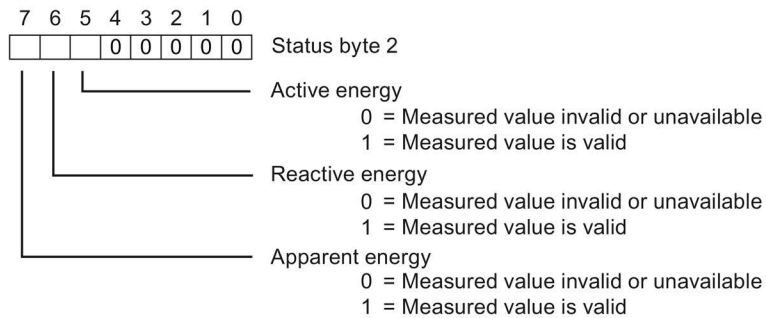 7 6 5 4 3 2 1 0
0 0 0 0 0 Status byte 2
Active energy
0 = Measured value invalid or unavailable
1 = Measured value is valid
Reactive energy
0 = Measured value invalid or unavailable
1 = Measured value is valid
Apparent energy
0 = Measured value invalid or unavailable
1 = Measured value is valid